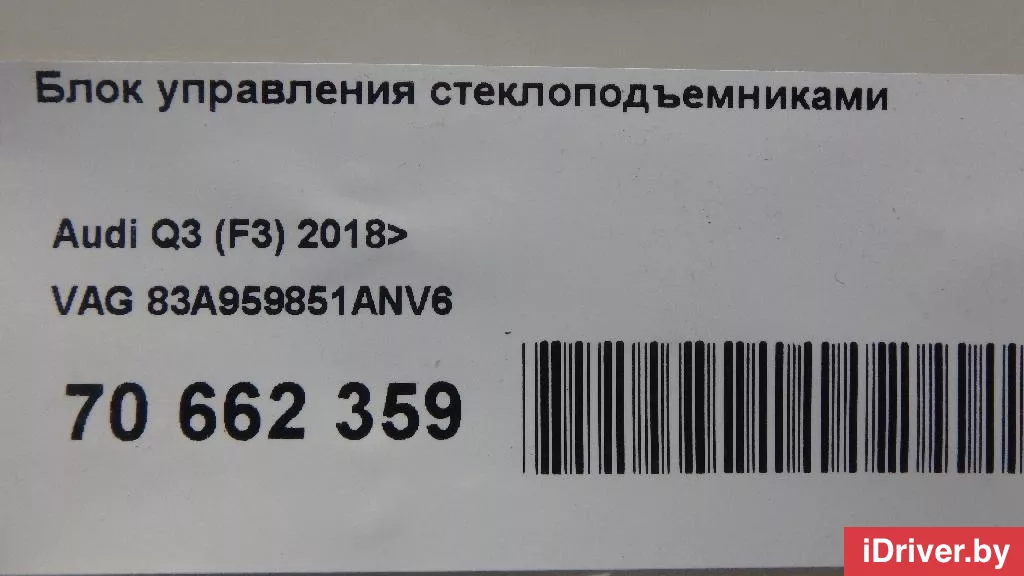 Блок управления стеклоподъемниками
Audi Q3 (F3) 2018>
VAG 83A959851ANV6
70 662 359
iDriver.by